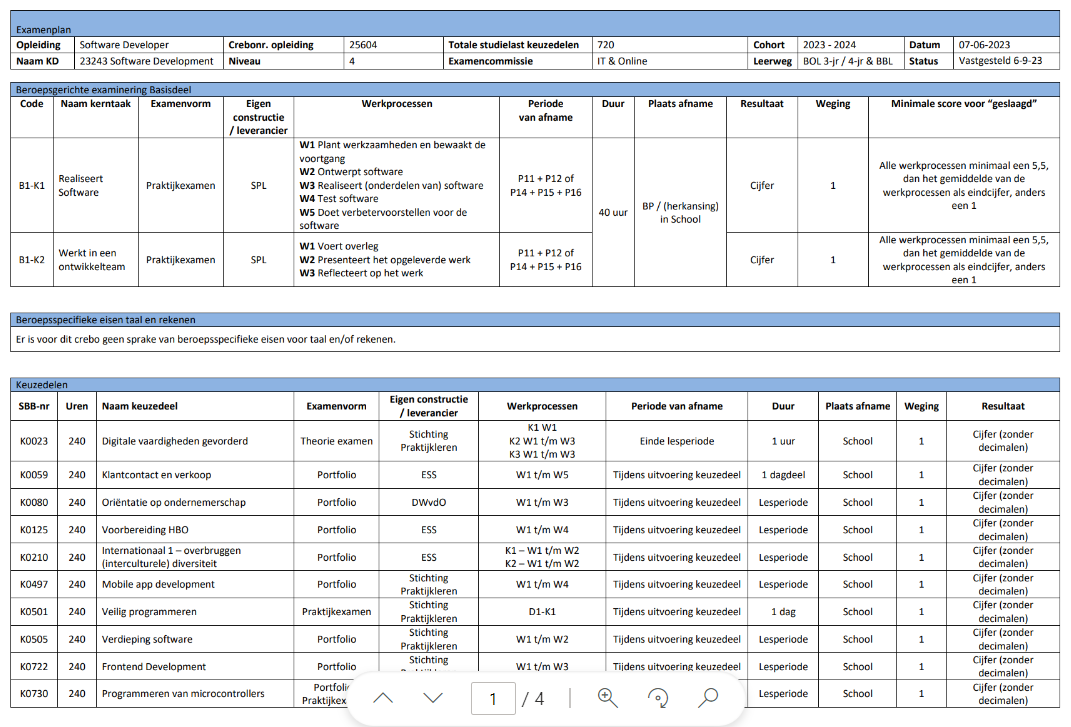 Examenplan
Opleiding Software Developer Crebonr. opleiding 25604 Totale studielast keuzedelen 720 Cohort 2023 - 2024 Datum 07-06-2023
Naam KD 23243 Software Development Niveau 4 Examencommissie IT & Online Leerweg BOL 3-jr / 4-jr & BBL Status Vastgesteld 6-9-23
Beroepsgerichte examinering Basisdeel
Code Naam kerntaak Examenvorm Eigen constructie / leverancier Werkprocessen Periode van afname Duur Plaats afname Resultaat Weging Minimale score voor “geslaagd”
B1-K1 Realiseert Software Praktijkexamen SPL
W1 Plant werkzaamheden en bewaakt de
voortgang
W2 Ontwerpt software
W3 Realiseert (onderdelen van) software
W4 Test software
W5 Doet verbetervoorstellen voor de
software
P11 + P12 of
P14 + P15 + P16
40 uur
BP / (herkansing)
in School
Cijfer 1
Alle werkprocessen minimaal een 5,5,
dan het gemiddelde van de
werkprocessen als eindcijfer, anders
een 1
B1-K2 Werkt in een ontwikkelteam Praktijkexamen SPL
W1 Voert overleg
W2 Presenteert het opgeleverde werk
W3 Reflecteert op het werk
P11 + P12 of
P14 + P15 + P16
Cijfer 1
Alle werkprocessen minimaal een 5,5,
dan het gemiddelde van de
werkprocessen als eindcijfer, anders
een 1
Beroepsspecifieke eisen taal en rekenen
Er is voor dit crebo geen sprake van beroepsspecifieke eisen voor taal en/of rekenen.
Keuzedelen
SBB-nr Uren Naam keuzedeel Examenvorm Eigen constructie / leverancier Werkprocessen Periode van afname Duur Plaats afname Weging Resultaat
K0023 240 Digitale vaardigheden gevorderd Theorie examen Stichting Praktijkleren K1 W1 K2 W1 t/m W3 K3 W1 t/m W3 Einde lesperiode 1 uur School 1 Cijfer (zonder decimalen)
K0059 240 Klantcontact en verkoop Portfolio ESS W1 t/m W5 Tijdens uitvoering keuzedeel 1 dagdeel School 1 Cijfer (zonder decimalen)
K0080 240 Oriëntatie op ondernemerschap Portfolio DWvdO W1 t/m W3 Tijdens uitvoering keuzedeel Lesperiode School 1 Cijfer (zonder decimalen)
K0125 240 Voorbereiding HBO Portfolio ESS W1 t/m W4 Tijdens uitvoering keuzedeel Lesperiode School 1 Cijfer (zonder decimalen)
K0210 240 Internationaal 1 – overbruggen (interculturele) diversiteit Portfolio ESS K1 – W1 t/m W2 K2 – W1 t/m W2 Tijdens uitvoering keuzedeel Lesperiode School 1 Cijfer (zonder decimalen)
K0497 240 Mobile app development Portfolio Stichting Praktijkleren W1 t/m W4 Tijdens uitvoering keuzedeel Lesperiode School 1 Cijfer (zonder decimalen)
K0501 240 Veilig programmeren Praktijkexamen Stichting Praktijkleren D1-K1 Tijdens uitvoering keuzedeel 1 dag School 1 Cijfer (zonder decimalen)
K0505 240 Verdieping software Portfolio Stichting Praktijkleren W1 t/m W2 Tijdens uitvoering keuzedeel Lesperiode School 1 Cijfer (zonder decimalen)
K0722 240 Frontend Development Portfolio Stichting W1 t/m W3 Tijdens uitvoering keuzedeel Lesperiode School 1 Cijfer (zonder decimalen)
K0730 240 Programmeren van microcontrollers Lesperiode School 1 Cijfer (zonder decimalen)
1 / 4